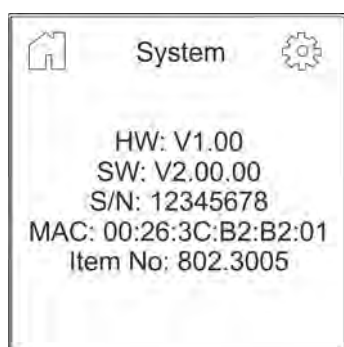 System
HW: V1.00
SW: V2.00.00
S/N: 12345678
MAC: 00:26:3C:B2:B2:01
Item No: 802.3005